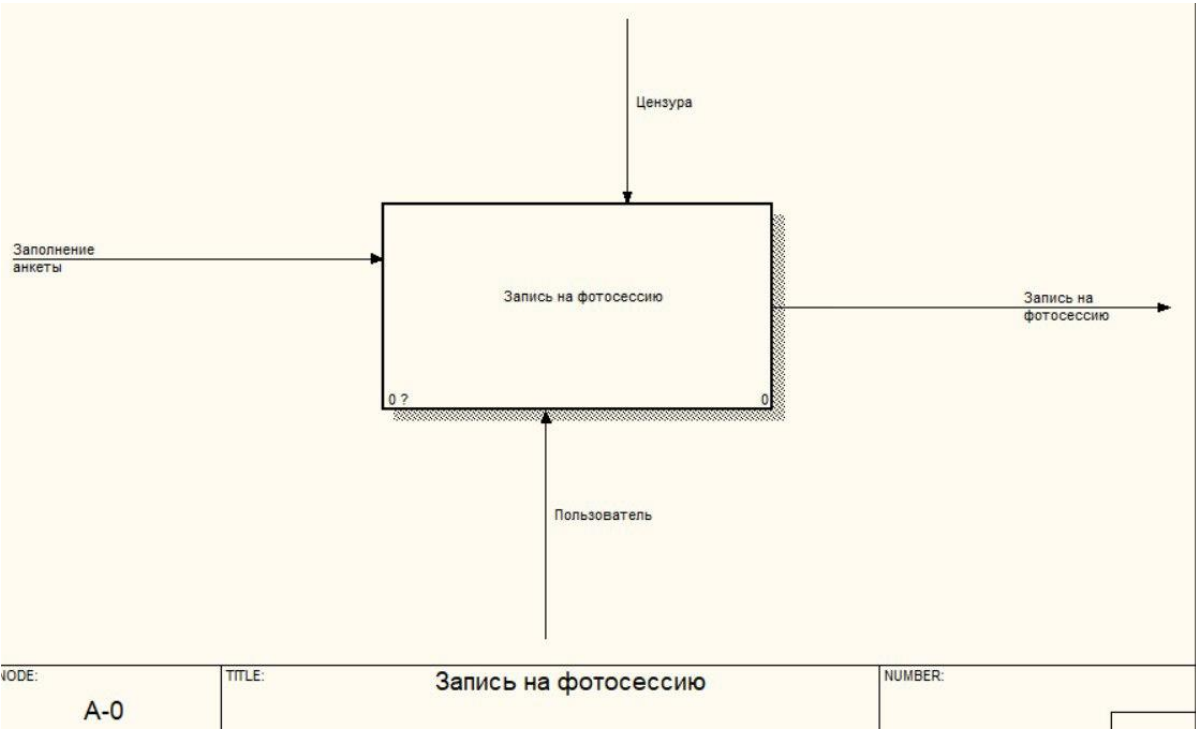 Цензура
Заполнение
анкеты
Запись на фотосессию
Запись на
фотосессию
0 ?
0
Пользователь
NODE:
TITLE:
Запись на фотосессию
NUMBER:
A-0